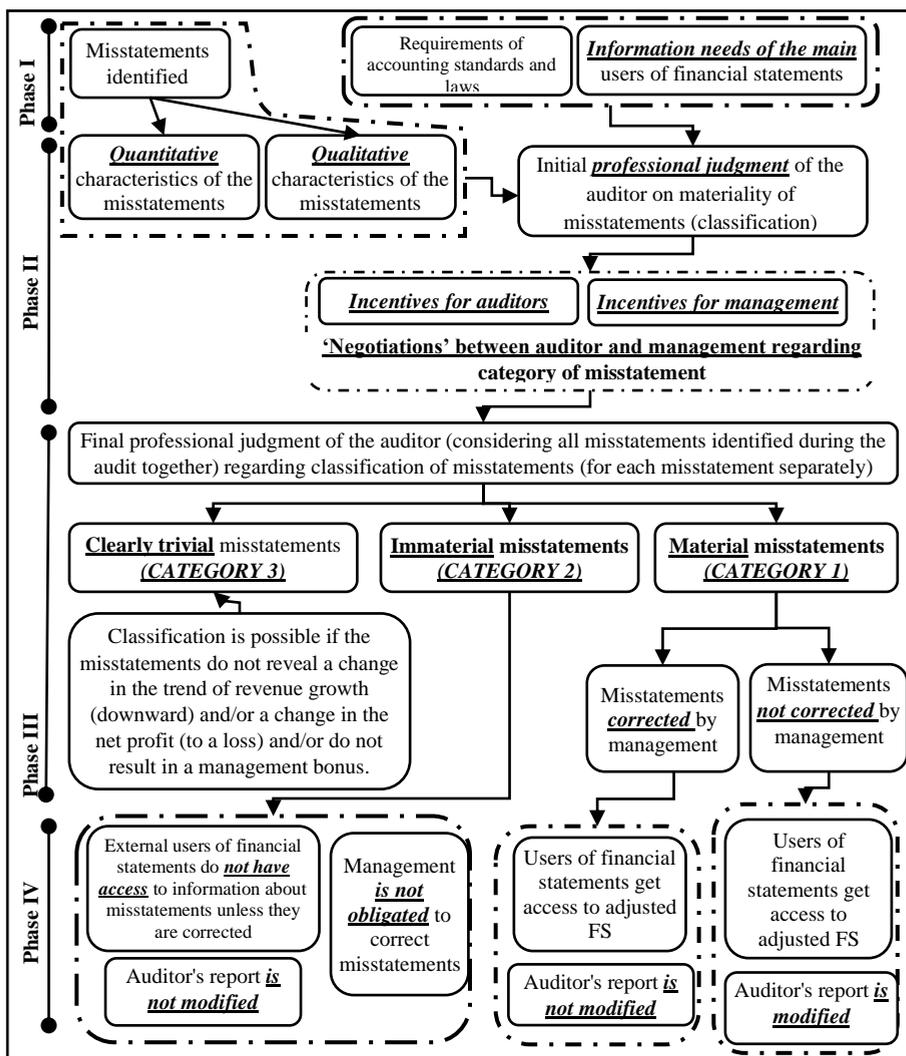 Phase I
Misstatements
identified
Requirements of
accounting standards and
laws
Information needs of the main
users of financial statements
Phase II
Quantitative
characteristics of the
misstatements
Qualitative
characteristics of the
misstatements
Initial professional judgment of the
auditor on materiality of
misstatements (classification)
Incentives for auditors
Incentives for management
‘Negotiations’ between auditor and management regarding
category of misstatement
Phase III
Final professional judgment of the auditor (considering all misstatements identified during the
audit together) regarding classification of misstatements (for each misstatement separately)
Clearly trivial misstatements
(CATEGORY 3)
Immaterial misstatements
(CATEGORY 2)
Material misstatements
(CATEGORY 1)
Classification is possible if the
misstatements do not reveal a change
in the trend of revenue growth
(downward) and/or a change in the
net profit (to a loss) and/or do not
result in a management bonus.
Misstatements
corrected by
management
Misstatements
not corrected by
management
Phase IV
External users of financial
statements do not have
access to information about
misstatements unless they
are corrected
Management
is not
obligated to
correct
misstatements
Auditor's report is
not modified
Users of financial
statements get
access to adjusted
FS
Auditor's report is
not modified
Users of
financial
statements get
access to
adjusted FS
Auditor's report is
modified